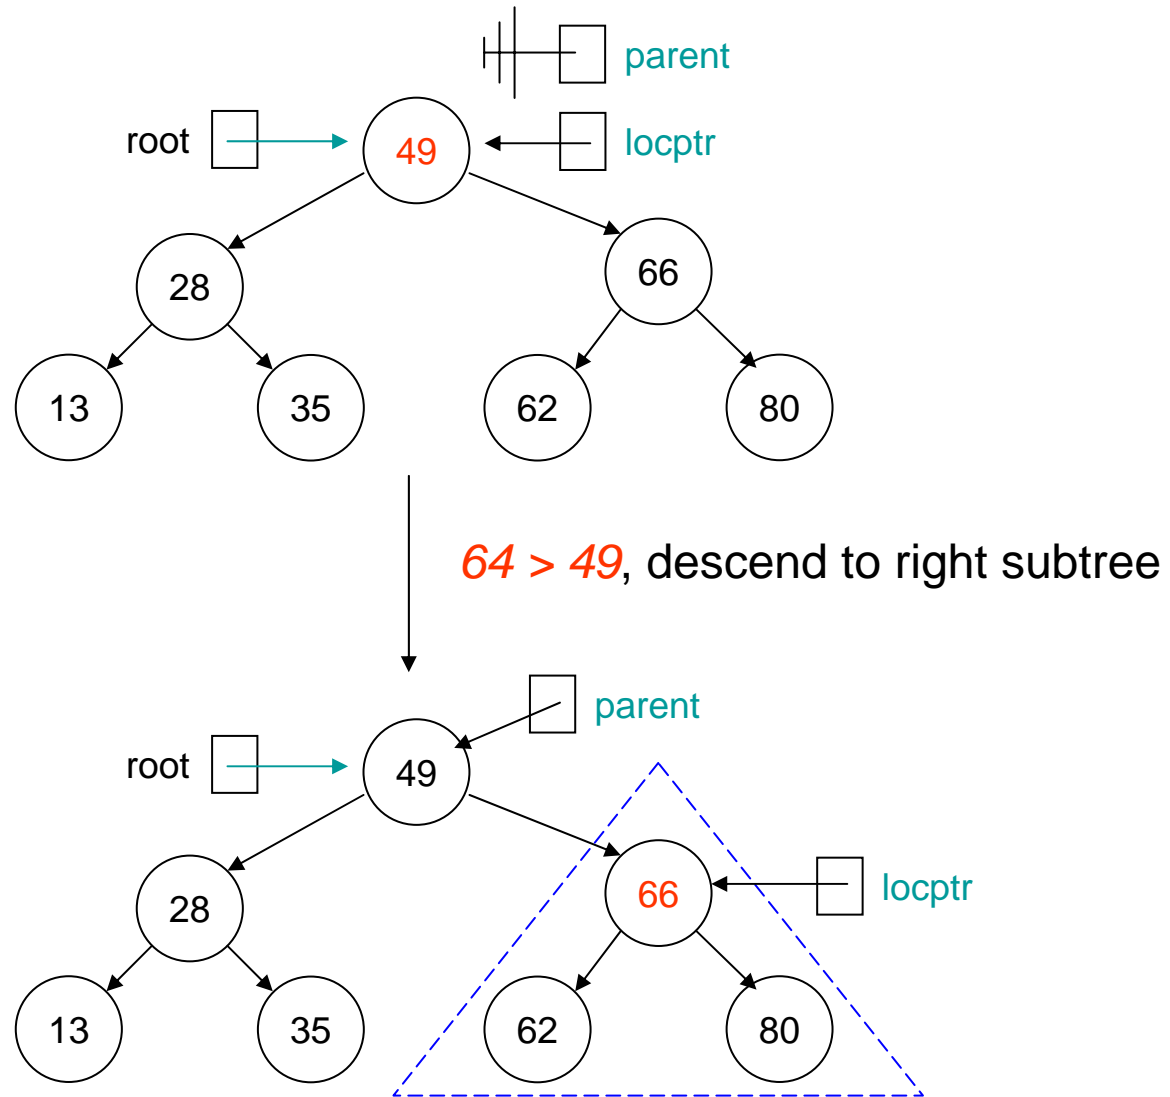 parent
root 49 locptr
28 66
13 35 62 80
64 > 49, descend to right subtree
parent
root 49
28 66 locptr
13 35 62 80